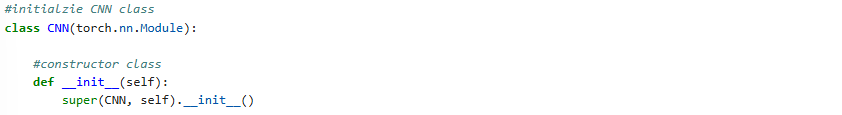 #initialzie CNN class
class CNN(torch.nn.Module):
    #constructor class
    def __init__(self):
        super(CNN, self).__init__()